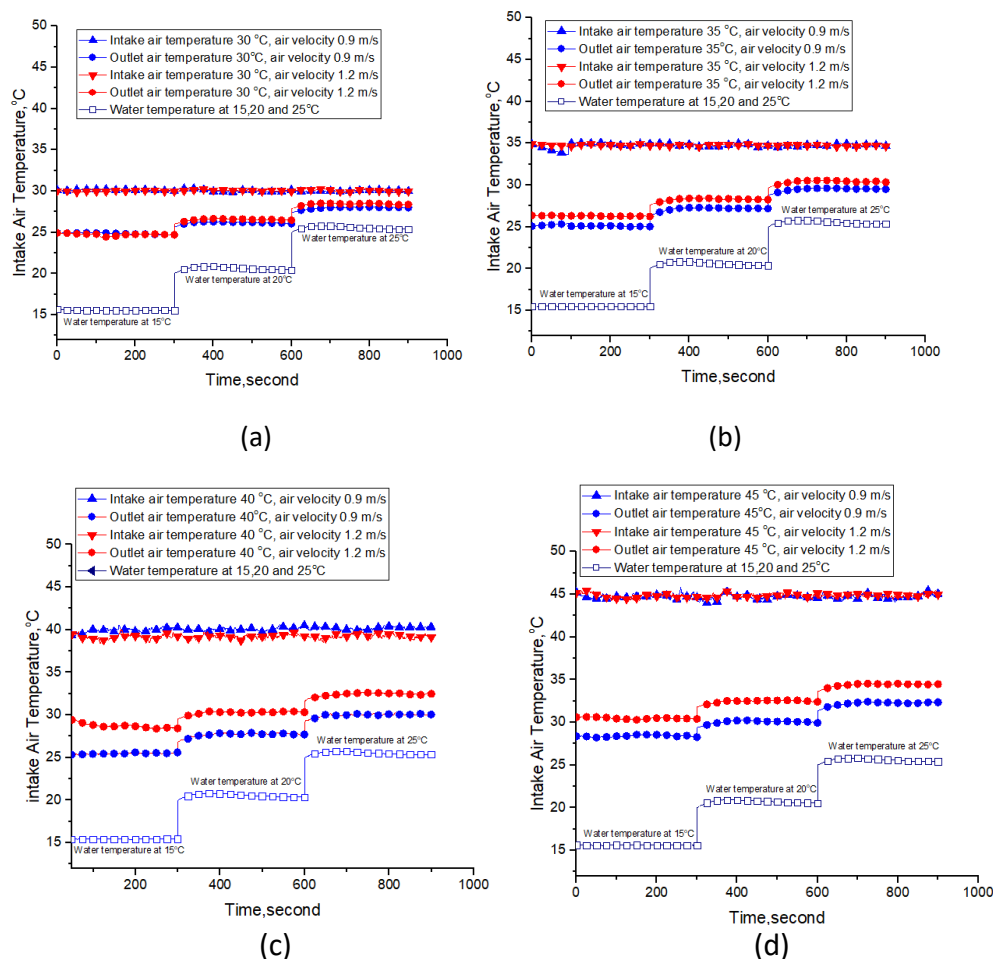 50
45
40
35
30
25
20
15
Intake Air Temperature,°C
Intake air temperature 30 °C, air velocity 0.9 m/s
Outlet air temperature 30°C, air velocity 0.9 m/s
Intake air temperature 30 °C, air velocity 1.2 m/s
Outlet air temperature 30 °C, air velocity 1.2 m/s
Water temperature at 15,20 and 25°C
Water temperature at 25°C
Water temperature at 20°C
Water temperature at 15°C
0 200 400 600 800 1000
Time,second
(a)
50
45
40
35
30
25
20
15
Intake Air Temperature,°C
Intake air temperature 35 °C, air velocity 0.9 m/s
Outlet air temperature 35°C, air velocity 0.9 m/s
Intake air temperature 35 °C, air velocity 1.2 m/s
Outlet air temperature 35 °C, air velocity 1.2 m/s
Water temperature at 15,20 and 25°C
Water temperature at 25°C
Water temperature at 20°C
Water temperature at 15°C
0 200 400 600 800 1000
Time,second
(b)
50
45
40
35
30
25
20
15
intake Air Temperature,°C
Intake air temperature 40 °C, air velocity 0.9 m/s
Outlet air temperature 40°C, air velocity 0.9 m/s
Intake air temperature 40 °C, air velocity 1.2 m/s
Outlet air temperature 40 °C, air velocity 1.2 m/s
Water temperature at 15,20 and 25°C
Water temperature at 25°C
Water temperature at 20°C
Water temperature at 15°C
200 400 600 800 1000
Time,second
(c)
50
45
40
35
30
25
20
15
Intake Air Temperature,°C
Intake air temperature 45 °C, air velocity 0.9 m/s
Outlet air temperature 45°C, air velocity 0.9 m/s
Intake air temperature 45 °C, air velocity 1.2 m/s
Outlet air temperature 45 °C, air velocity 1.2 m/s
Water temperature at 15,20 and 25°C
Water temperature at 25°C
Water temperature at 20°C
Water temperature at 15°C
0 200 400 600 800 1000
Time,second
(d)